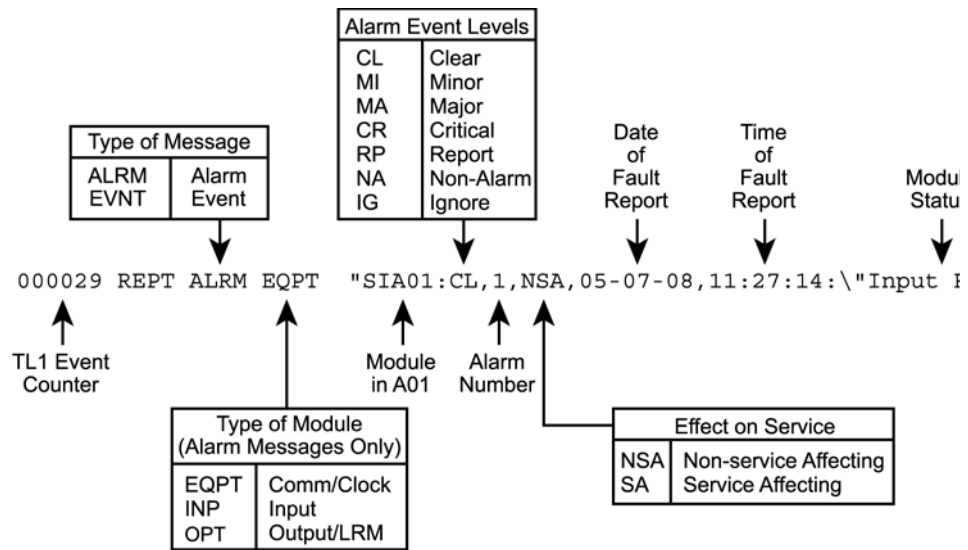 Alarm Event Levels
CL Clear
MI Minor
MA Major
CR Critical
RP Report
NA Non-Alarm
IG Ignore
Type of Message
ALRM Alarm
EVNT Event
Date
of
Fault
Report
Time
of
Fault
Report
000029 REPT ALRM EQPT "SIA01:CL,1,NSA,05-07-08,11:27:14:\"Input
TL1 Event
Counter
Module
in A01
Alarm
Number
Type of Module
(Alarm Messages Only)
EQPT Comm/Clock
INP Input
OPT Output/LRM
Effect on Service
NSA Non-service Affecting
SA Service Affecting